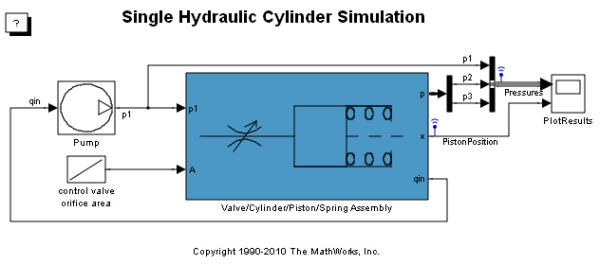 Single Hydraulic Cylinder Simulation
?
p1
p2
Pressures
p3
qin
p1
Pump
p1
p
PlotResults
x
PistonPosition
A
qin
control valve
orifice area
Valve/Cylinder/Piston/Spring Assembly
Copyright 1990-2010 The MathWorks, Inc.